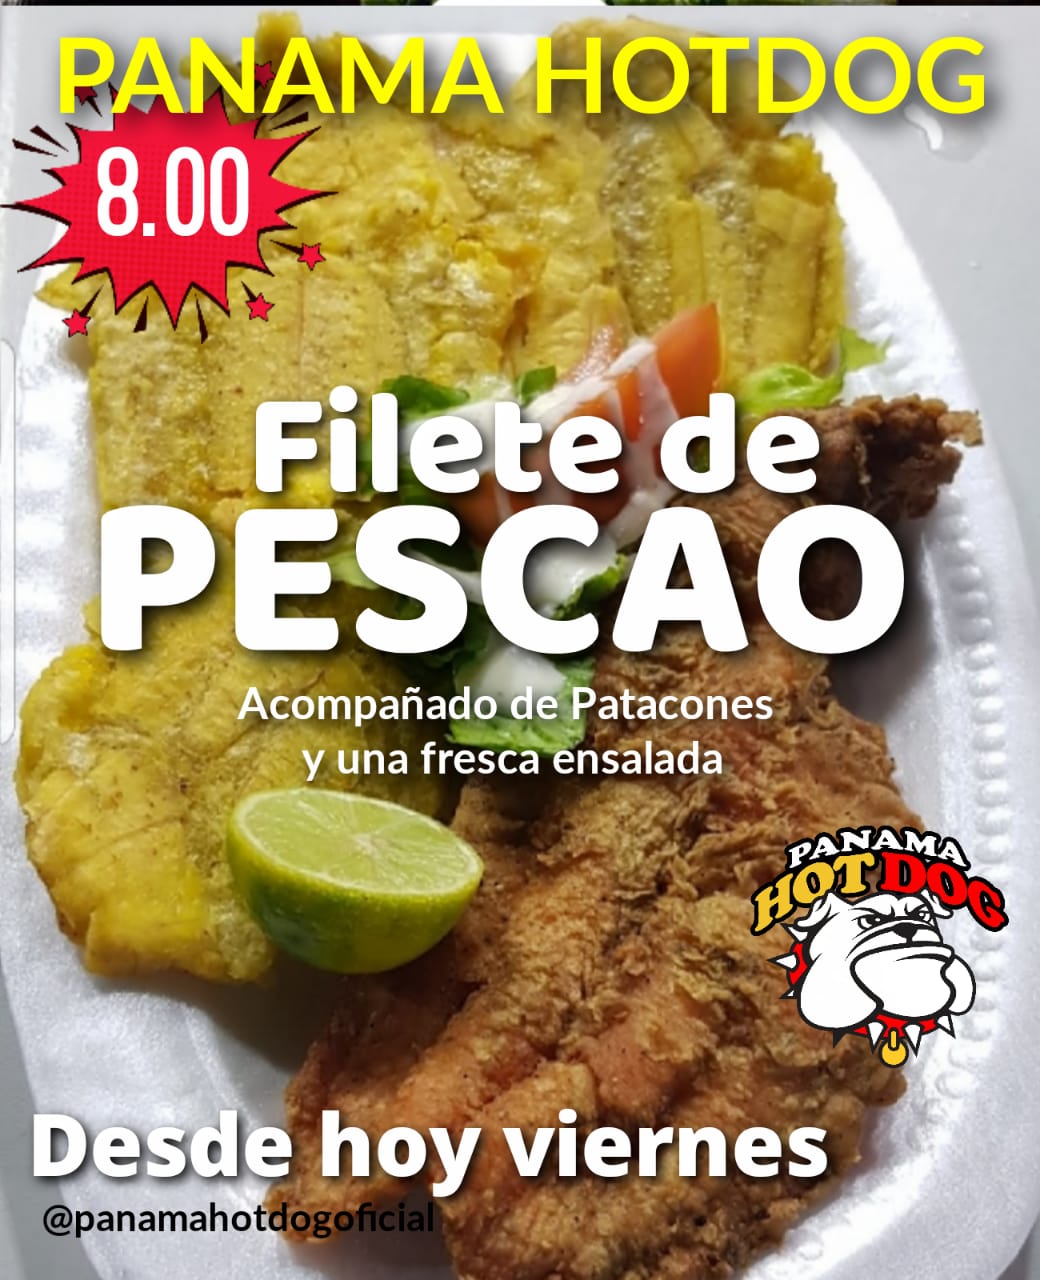 PANAMA HOTDOG
8.00
Filete de
PESCAO
Acompañado de Patacones
y una fresca ensalada
PANAMA
HOT DOG
Desde hoy viernes
@panamahotdogoficial